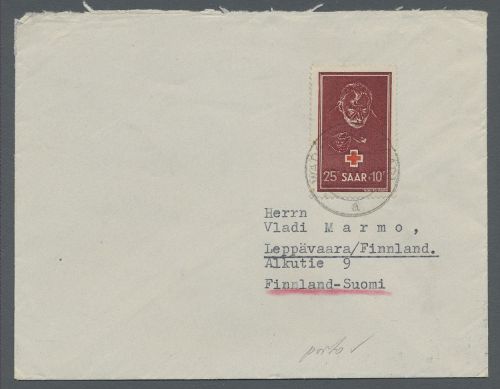 25 SAAR+10
a
Herrn
Vladi Marmo,
Leppävaara/Finnland.
Alkutie 9
Finnland-Suomi
porto